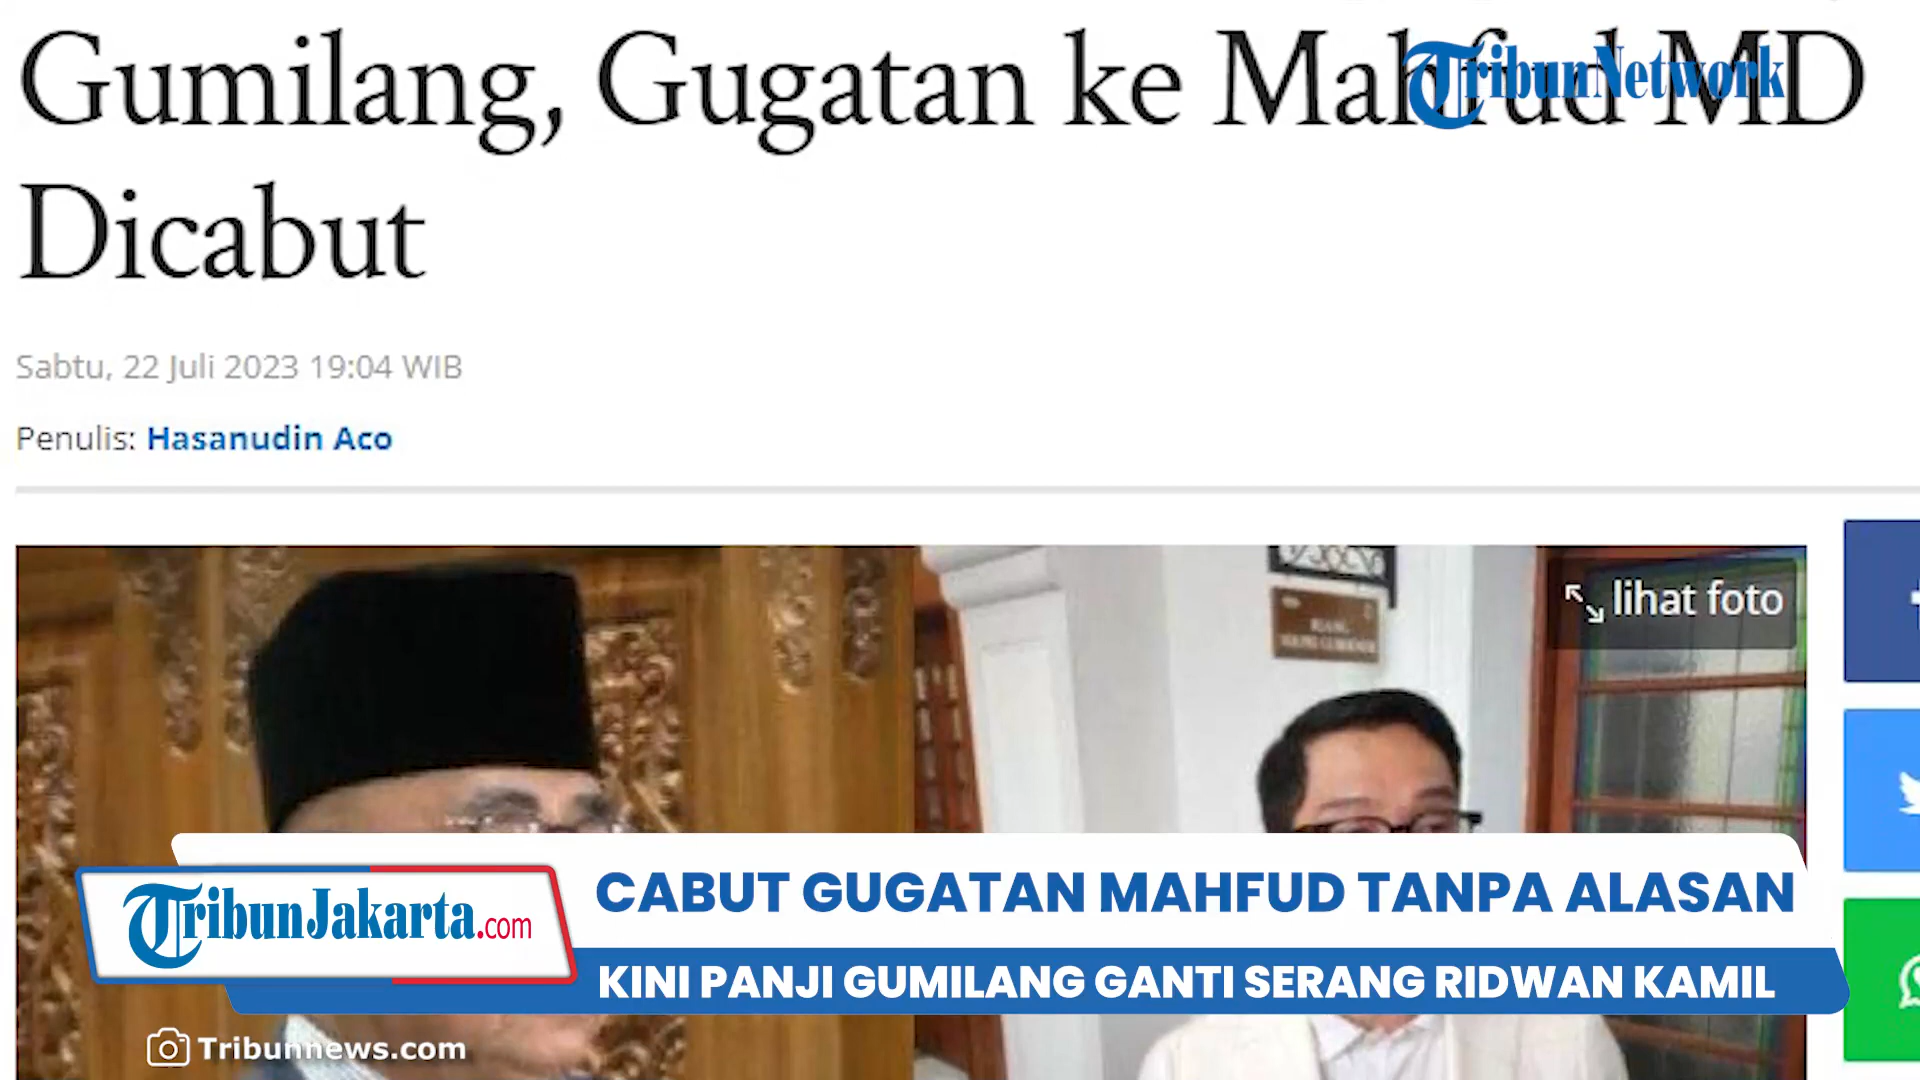 Gumilang, Gugatan ke Mahfud MD
TribunNetwork
Dicabut
Sabtu, 22 Juli 2023 19:04 WIB
Penulis: Hasanudin Aco
lihat foto
CABUT GUGATAN MAHFUD TANPA ALASAN
TribunJakarta.com
KINI PANJI GUMILANG GANTI SERANG RIDWAN KAMIL
Tribunnews.com